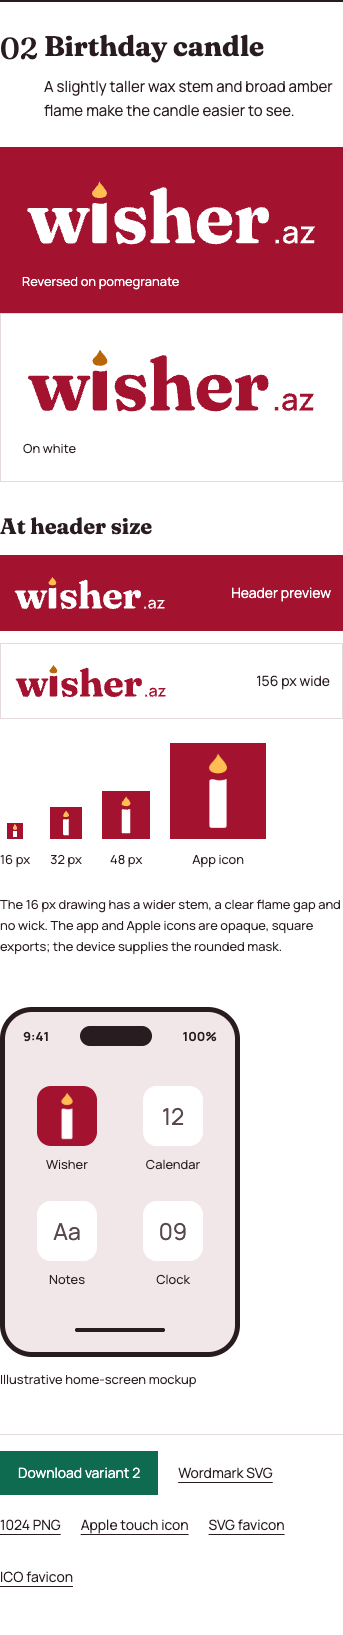 02 Birthday candle
A slightly taller wax stem and broad amber
flame make the candle easier to see.
wisher.az
Reversed on pomegranate
wisher.az
On white
At header size
wisher.az Header preview
wisher.az 156 px wide
16 px 32 px 48 px App icon
The 16 px drawing has a wider stem, a clear flame gap and
no wick. The app and Apple icons are opaque, square
exports; the device supplies the rounded mask.
9:41 100%
12
Wisher Calendar
Aa 09
Notes Clock
Illustrative home-screen mockup
Download variant 2 Wordmark SVG
1024 PNG Apple touch icon SVG favicon
ICO favicon